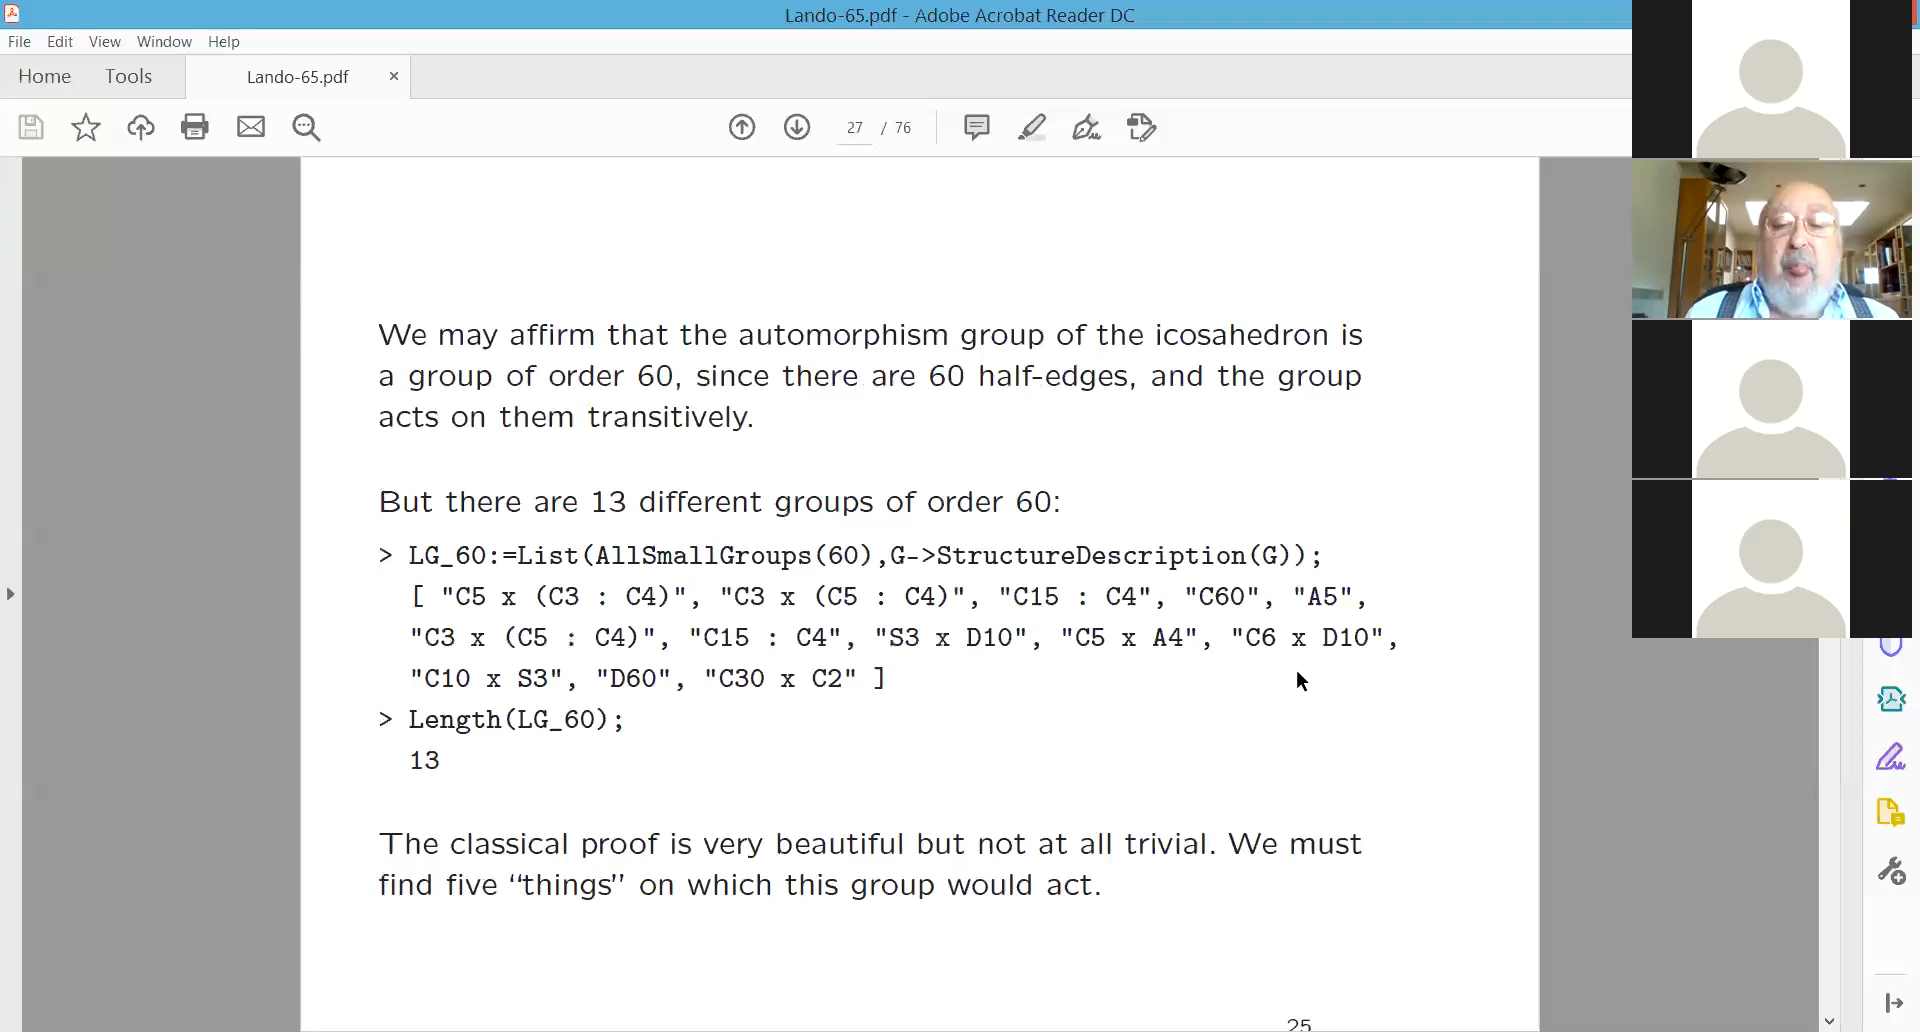 Lando-65.pdf - Adobe Acrobat Reader DC
File Edit View Window Help
Home Tools Lando-65.pdf ×
27 / 76
We may affirm that the automorphism group of the icosahedron is
a group of order 60, since there are 60 half-edges, and the group
acts on them transitively.
But there are 13 different groups of order 60:
> LG_60:=List(AllSmallGroups(60),G->StructureDescription(G));
[ "C5 x (C3 : C4)", "C3 x (C5 : C4)", "C15 : C4", "C60", "A5",
"C3 x (C5 : C4)", "C15 : C4", "S3 x D10", "C5 x A4", "C6 x D10",
"C10 x S3", "D60", "C30 x C2" ]
> Length(LG_60);
13
The classical proof is very beautiful but not at all trivial. We must
find five “things” on which this group would act.
25